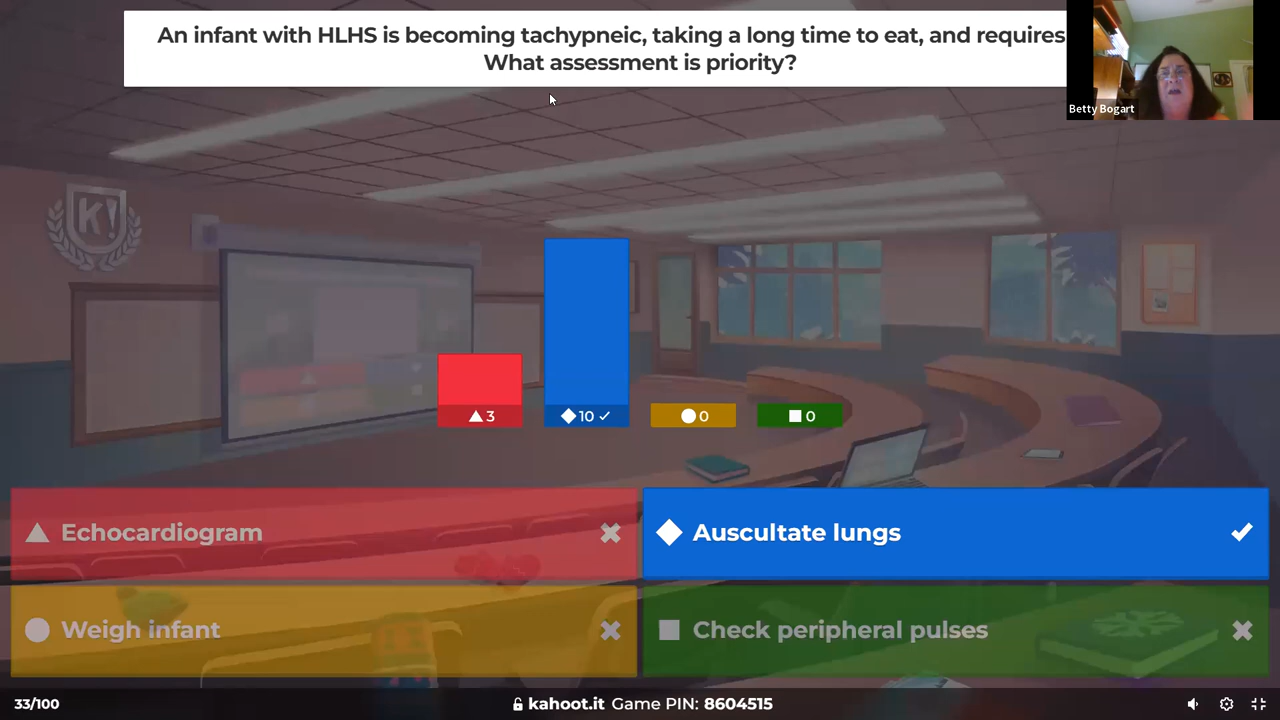 An infant with HLHS is becoming tachypneic, taking a long time to eat, and requires
What assessment is priority?
Betty Bogart
K!
3
10
0
0
Echocardiogram
Auscultate lungs
Weigh infant
Check peripheral pulses
33/100
kahoot.it Game PIN: 8604515